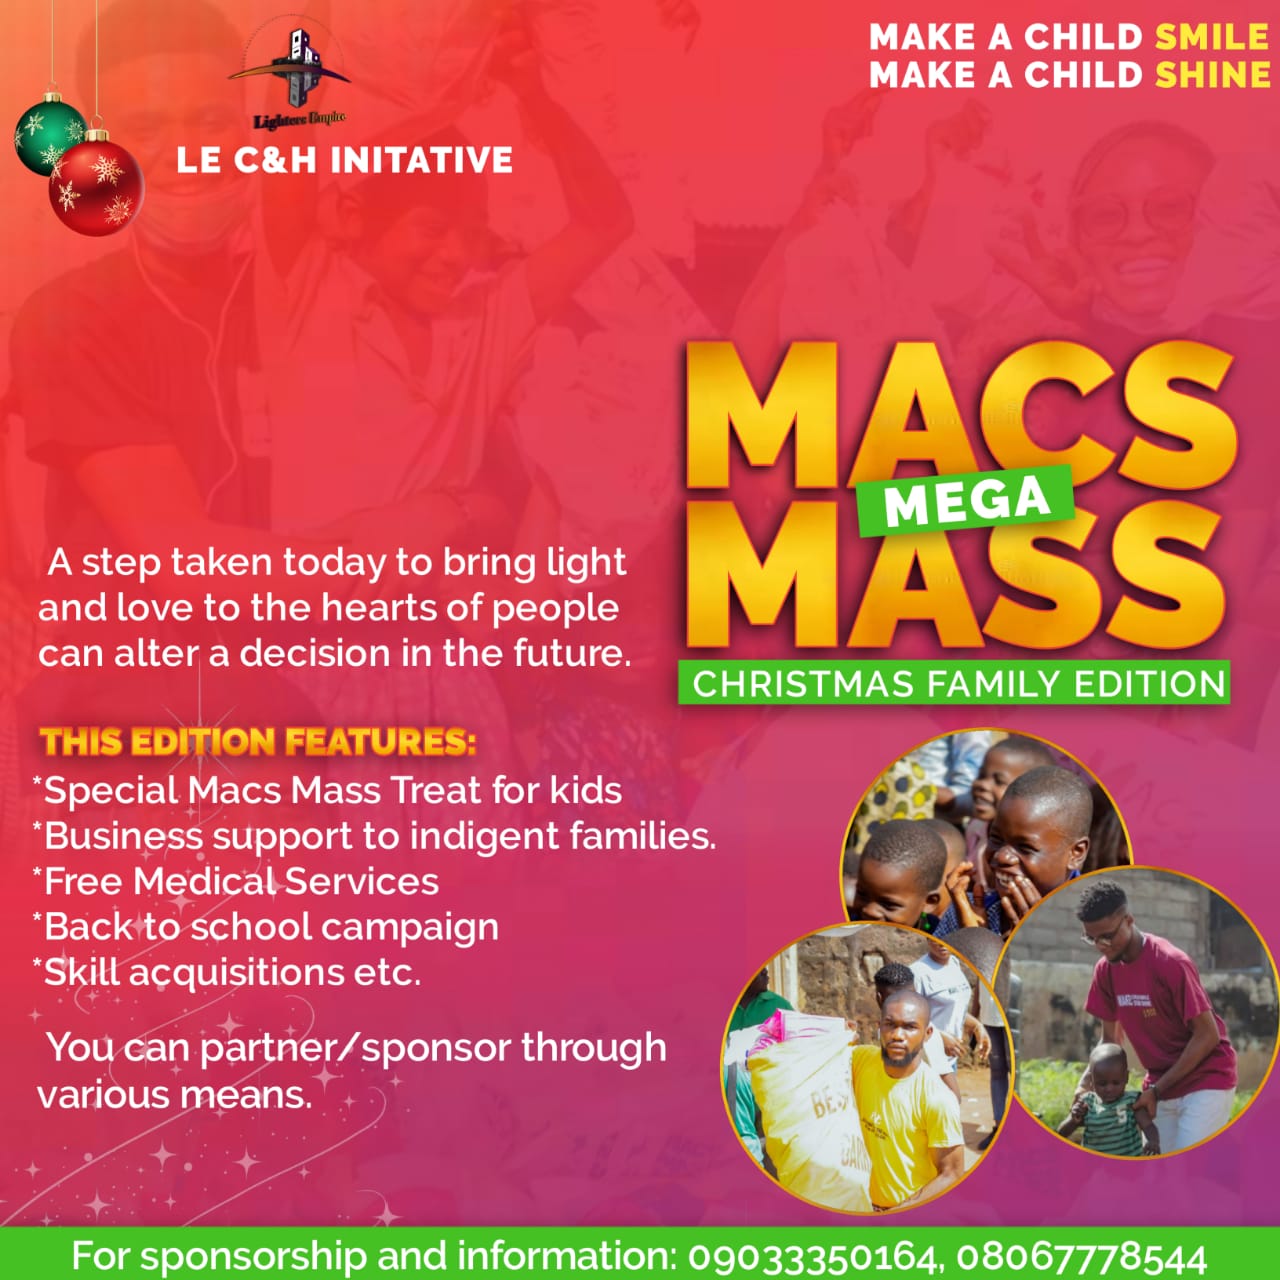 MAKE A CHILD SMILE
MAKE A CHILD SHINE
Lightere Empire
LE C&H INITATIVE
MACS
MEGA
MASS
CHRISTMAS FAMILY EDITION
A step taken today to bring light
and love to the hearts of people
can alter a decision in the future.
THIS EDITION FEATURES:
*Special Macs Mass Treat for kids
*Business support to indigent families.
*Free Medical Services
*Back to school campaign
*Skill acquisitions etc.
You can partner/sponsor through
various means.
For sponsorship and information: 09033350164, 08067778544